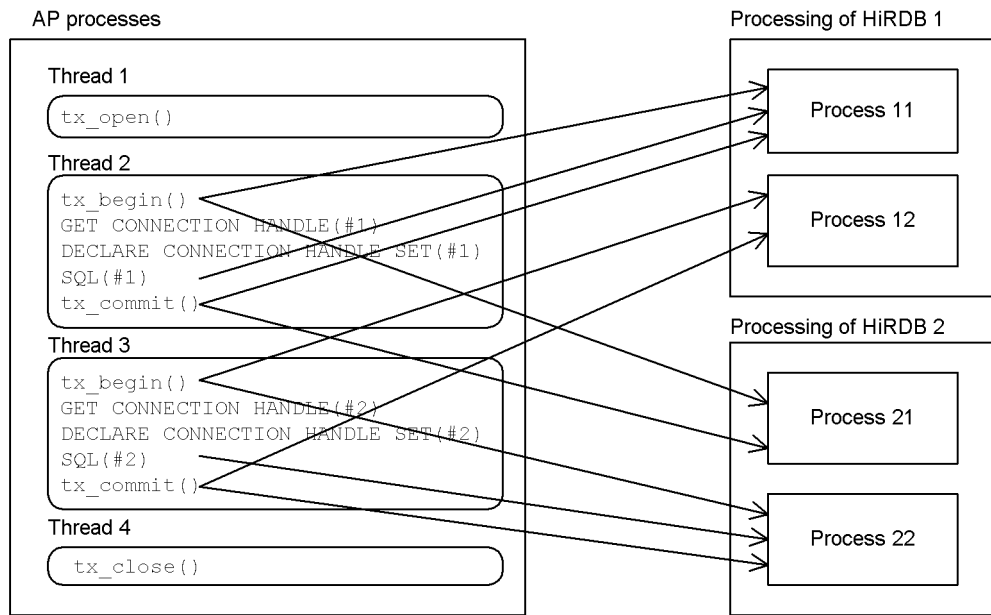 AP processes
Thread 1
tx_open()
Thread 2
tx_begin()
GET CONNECTION HANDLE(#1)
DECLARE CONNECTION HANDLE SET(#1)
SQL(#1)
tx_commit()
Thread 3
tx_begin()
GET CONNECTION HANDLE(#2)
DECLARE CONNECTION HANDLE SET(#2)
SQL(#2)
tx_commit()
Thread 4
tx_close()
Processing of HiRDB 1
Process 11
Process 12
Processing of HiRDB 2
Process 21
Process 22